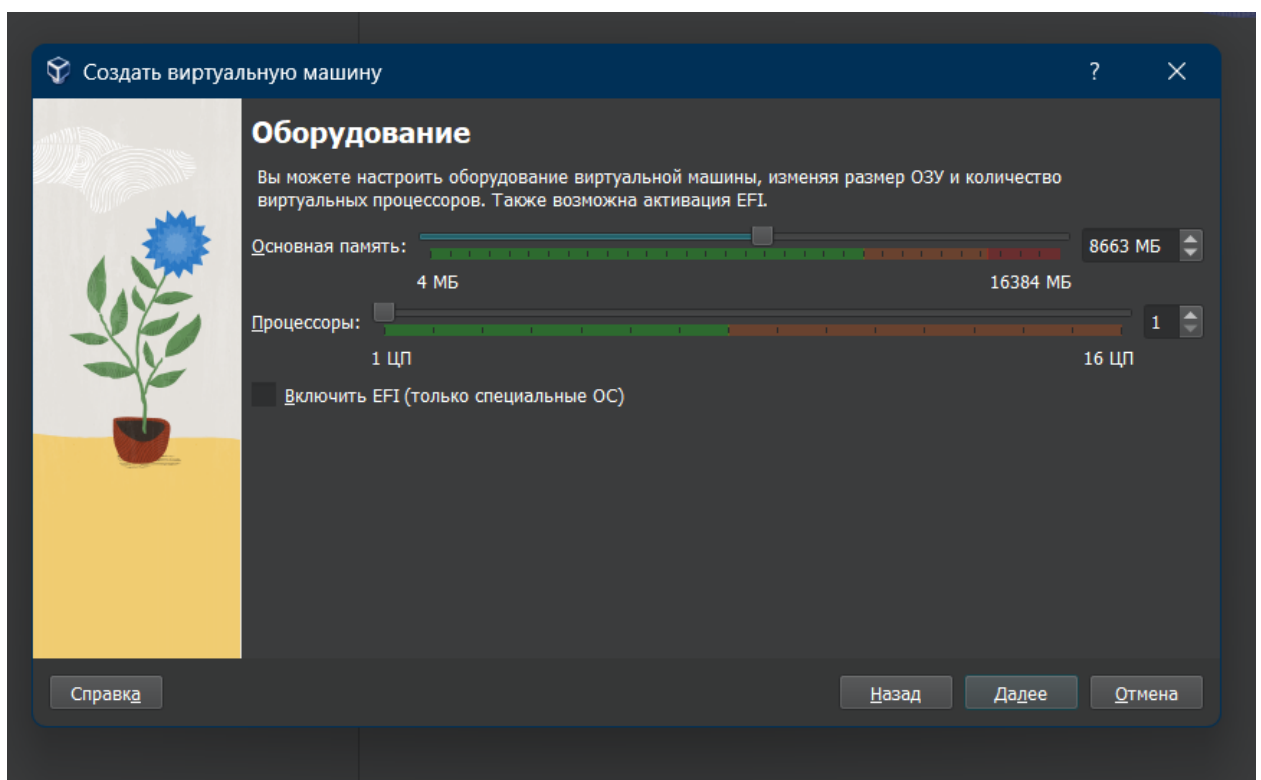 Создать виртуальную машину
?
Оборудование
Вы можете настроить оборудование виртуальной машины, изменяя размер ОЗУ и количество
виртуальных процессоров. Также возможна активация EFI.
Основная память:
8663 МБ
4 МБ
16384 МБ
Процессоры:
1
1 ЦП
16 ЦП
Включить EFI (только специальные ОС)
Справка
Назад
Далее
Отмена